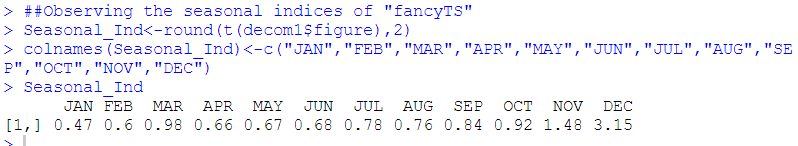 > ##Observing the seasonal indices of "fancyTS"
> Seasonal_Ind<-round(t(decom1$figure),2)
> colnames(Seasonal_Ind)<-c("JAN","FEB","MAR","APR","MAY","JUN","JUL","AUG","SE
P","OCT","NOV","DEC")
> Seasonal_Ind
JAN FEB MAR APR MAY JUN JUL AUG SEP OCT NOV DEC
[1,] 0.47 0.6 0.98 0.66 0.67 0.68 0.78 0.76 0.84 0.92 1.48 3.15
>